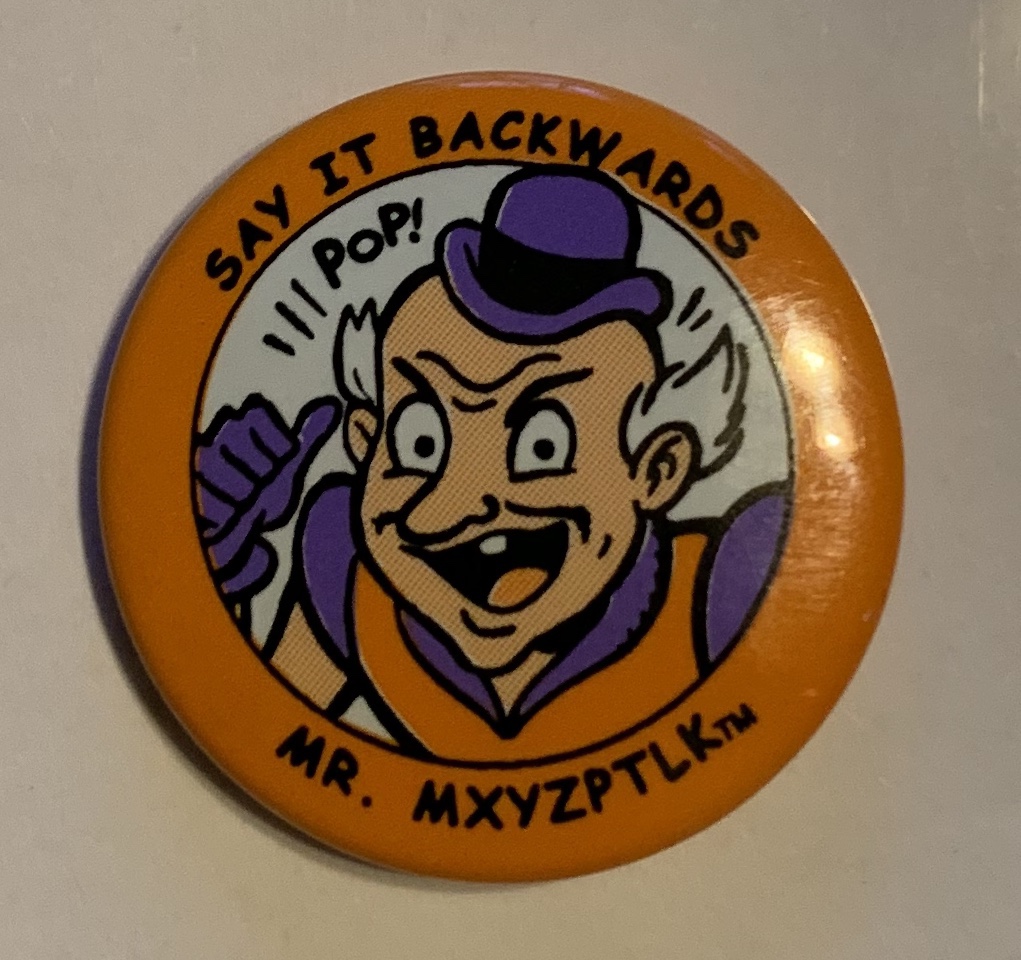 SAY IT BACKWARDS
POP!
MR. MXYZPTLK™